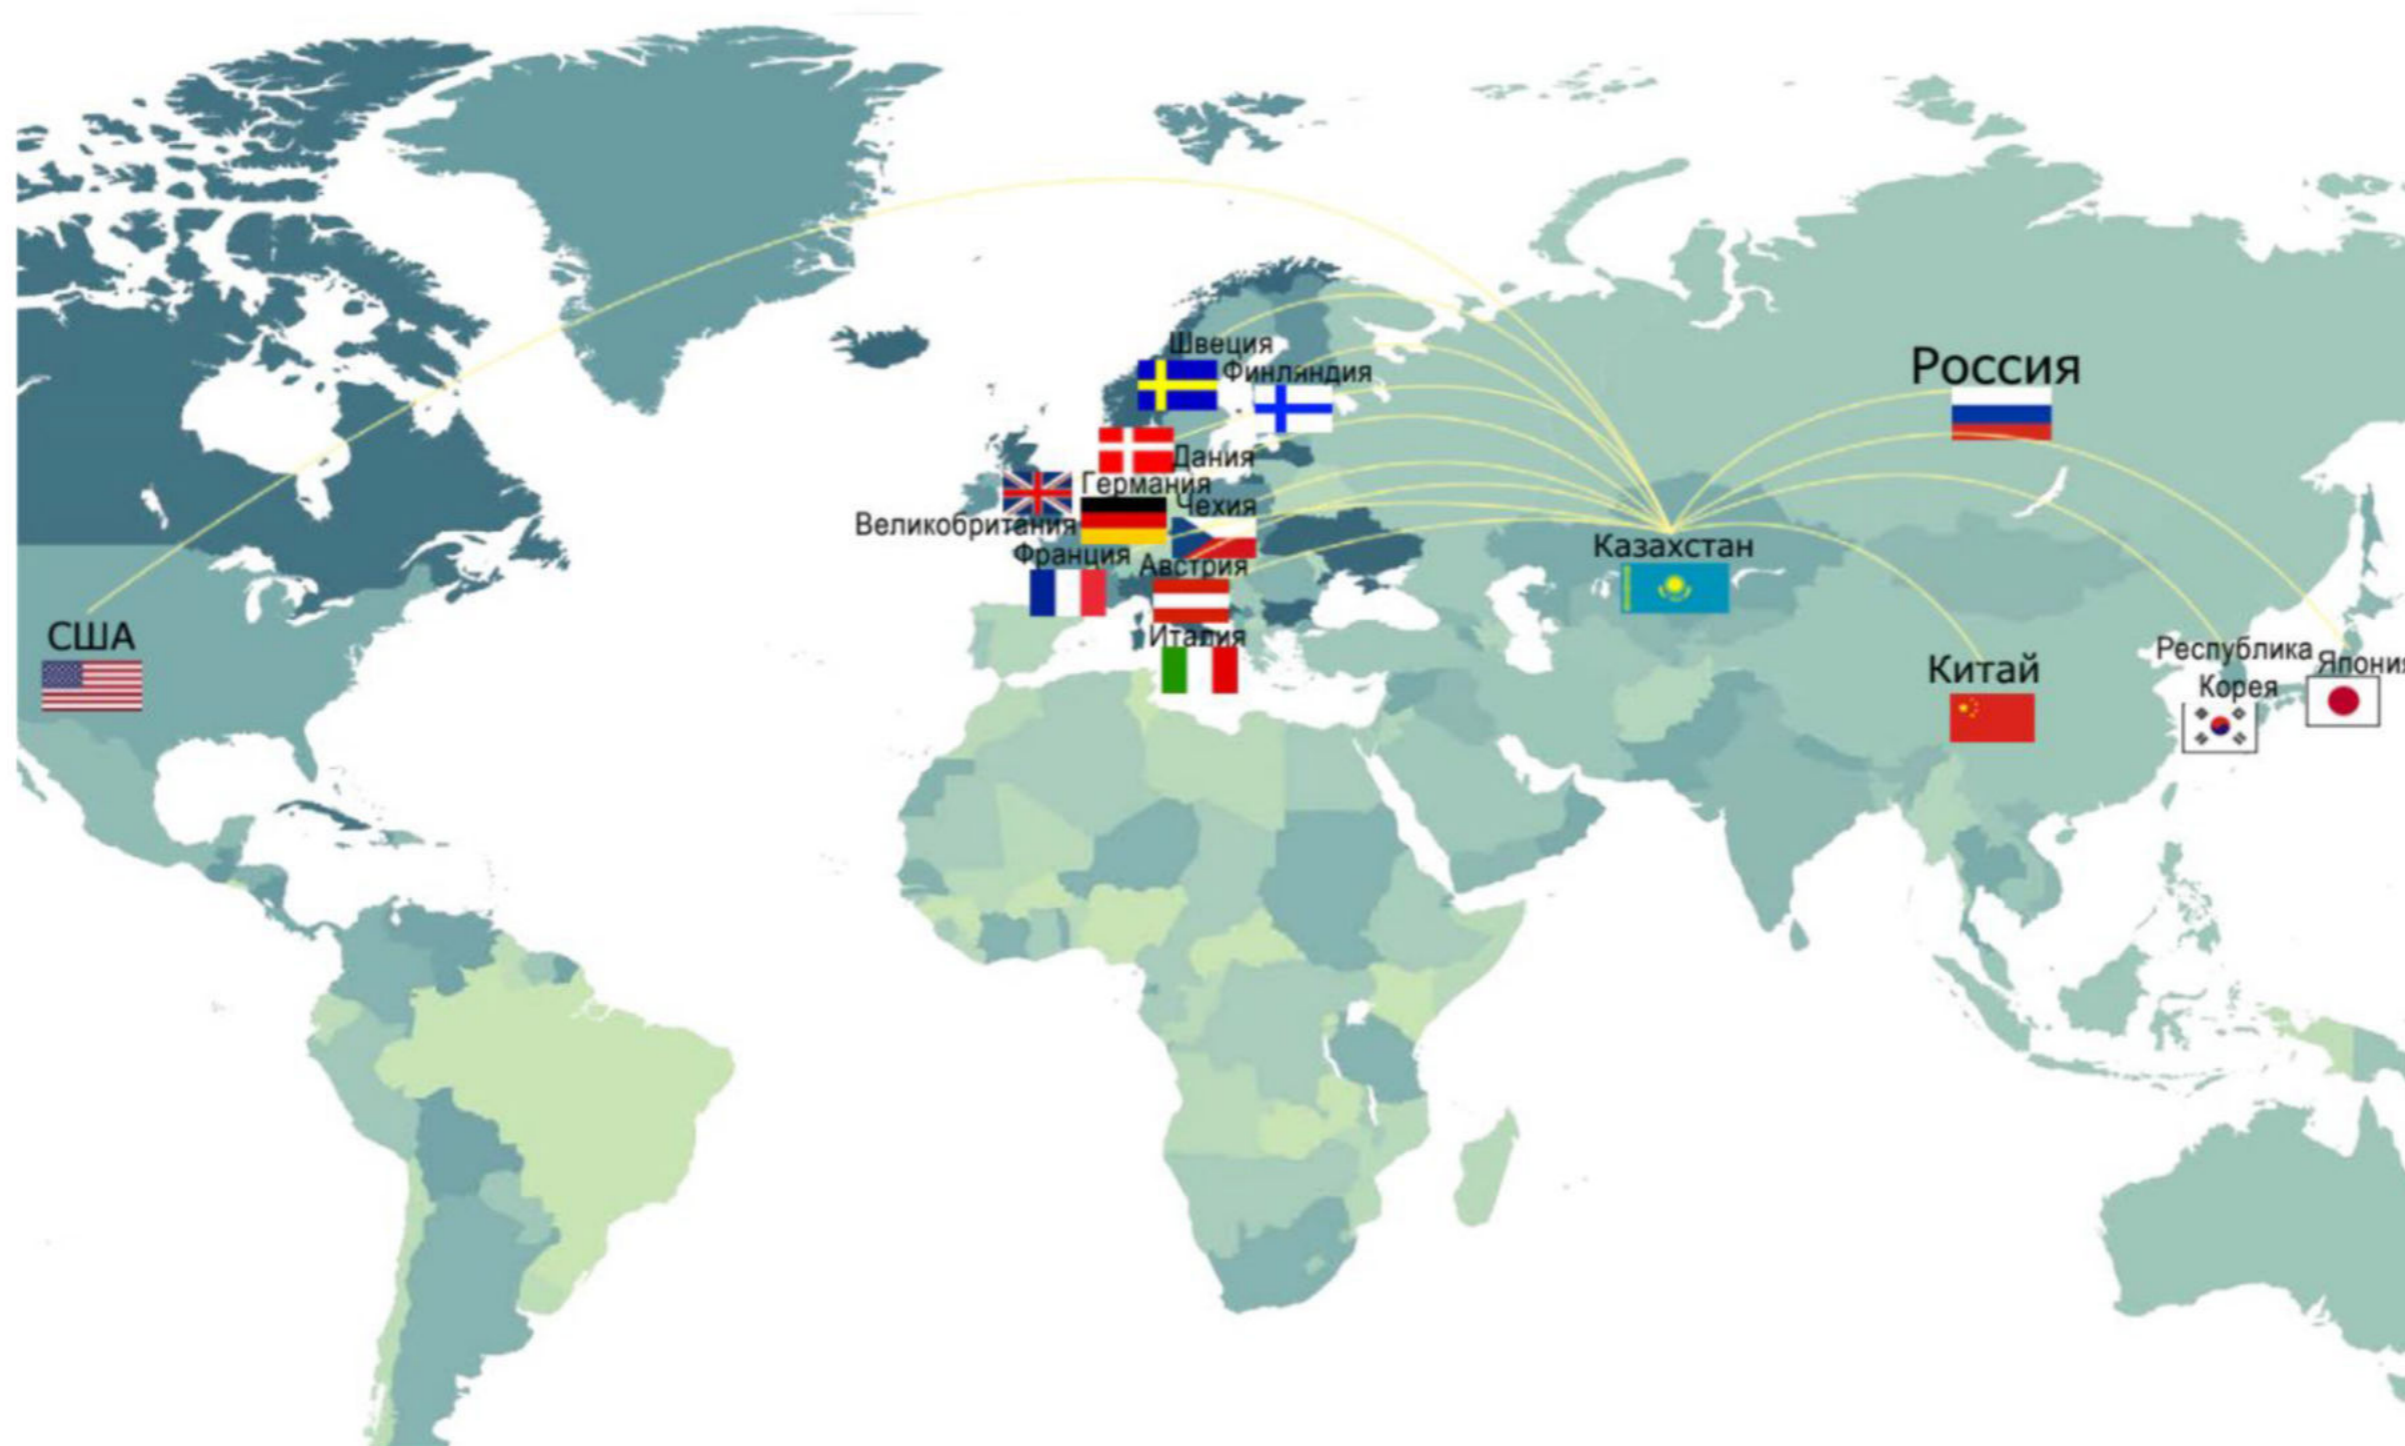 Швеция
Финляндия
Россия
Дания
Германия
Чехия
Великобритания
Франция
Австрия
Казахстан
США
Италия
Китай
Республика
Корея
Япония